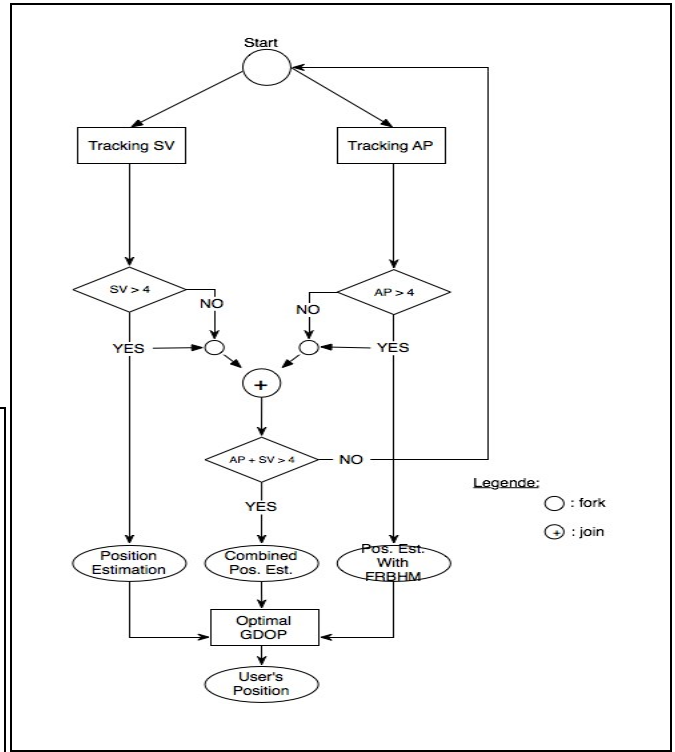 Start
Tracking SV
Tracking AP
SV > 4
AP > 4
NO
NO
YES
YES
+
AP + SV > 4
NO
Legende:
: fork
+ : join
YES
Position
Estimation
Combined
Pos. Est.
Pos. Est.
With
FRBHM
Optimal
GDOP
User's
Position